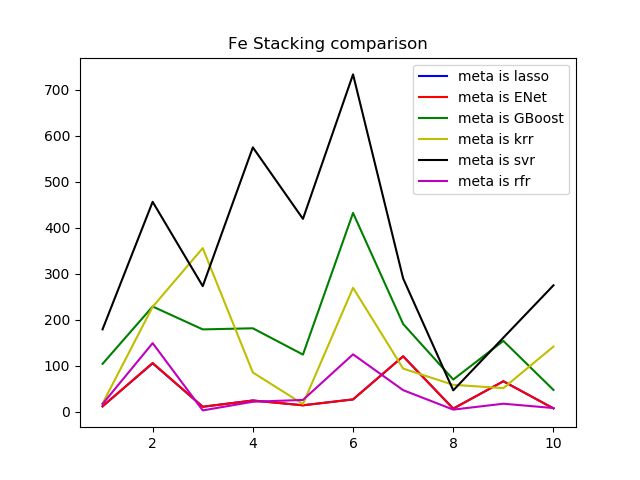 Fe Stacking comparison
700
600
500
400
300
200
100
0
2
4
6
8
10
meta is lasso
meta is ENet
meta is GBoost
meta is krr
meta is svr
meta is rfr